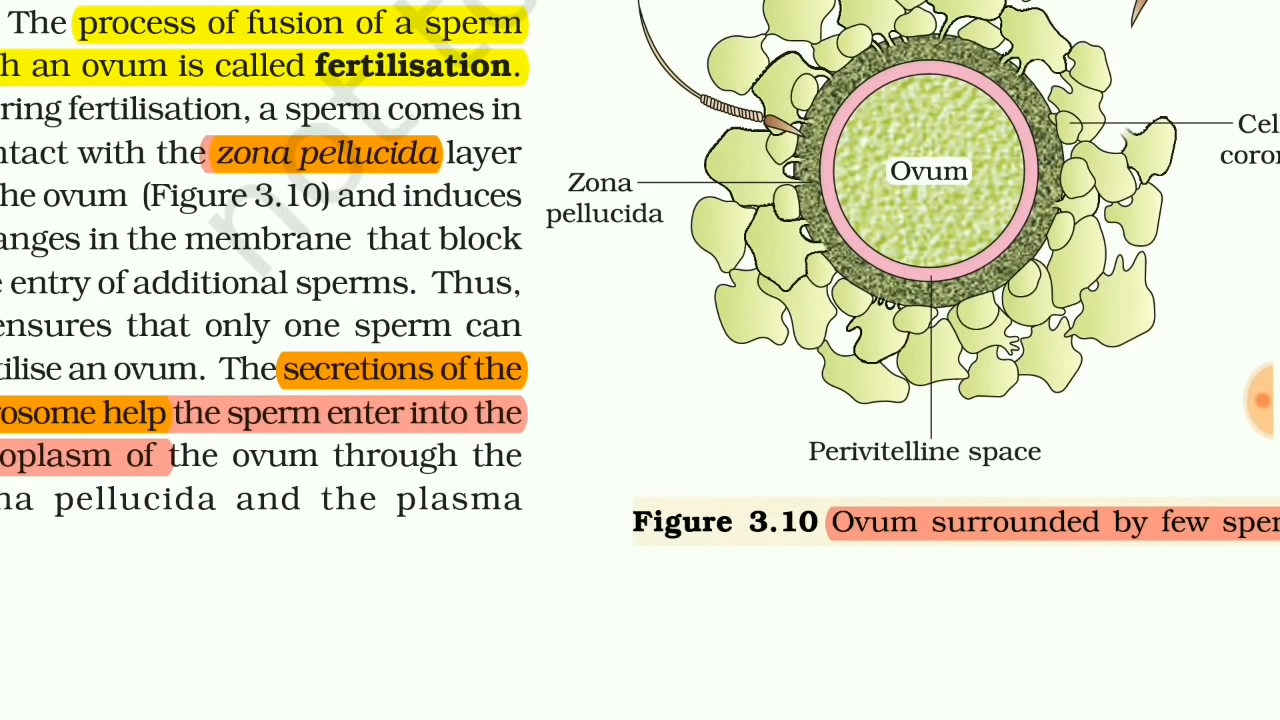 The process of fusion of a sperm
h an ovum is called fertilisation.
ring fertilisation, a sperm comes in
ntact with the zona pellucida layer
he ovum (Figure 3.10) and induces
anges in the membrane that block
e entry of additional sperms. Thus,
ensures that only one sperm can
tilise an ovum. The secretions of the
rosome help the sperm enter into the
oplasm of the ovum through the
na pellucida and the plasma
Ovum
Zona
pellucida
Cel
coron
Perivitelline space
Figure 3.10 Ovum surrounded by few sper